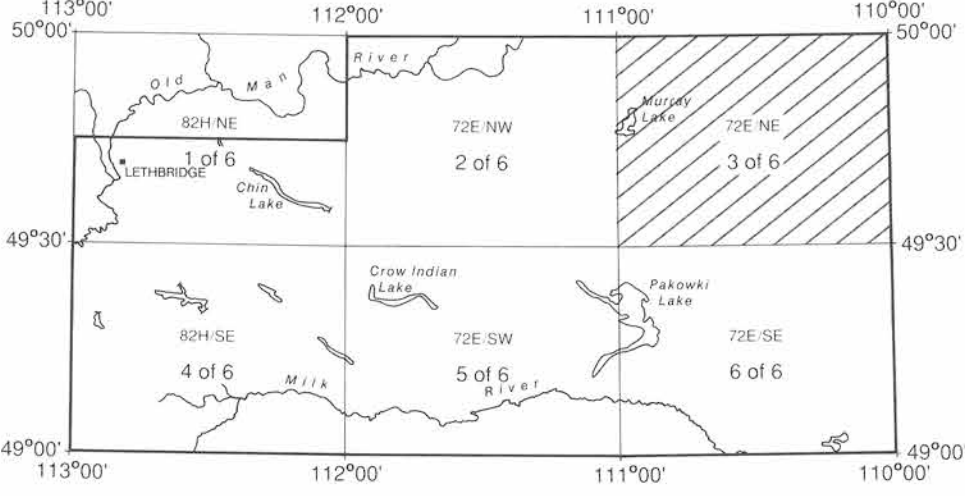 113°00' 112°00' 111°00' 110°00'
50°00' 50°00'
River
Old Man
Murray
Lake
82H/NE 72E/NW 72E/NE
1 of 6 2 of 6 3 of 6
LETHBRIDGE
Chin
Lake
49°30' 49°30'
Crow Indian
Lake
Pakowki
Lake
82H/SE 72E/SW 72E/SE
4 of 6 5 of 6 6 of 6
Milk River
49°00' 49°00'
113°00' 112°00' 111°00' 110°00'